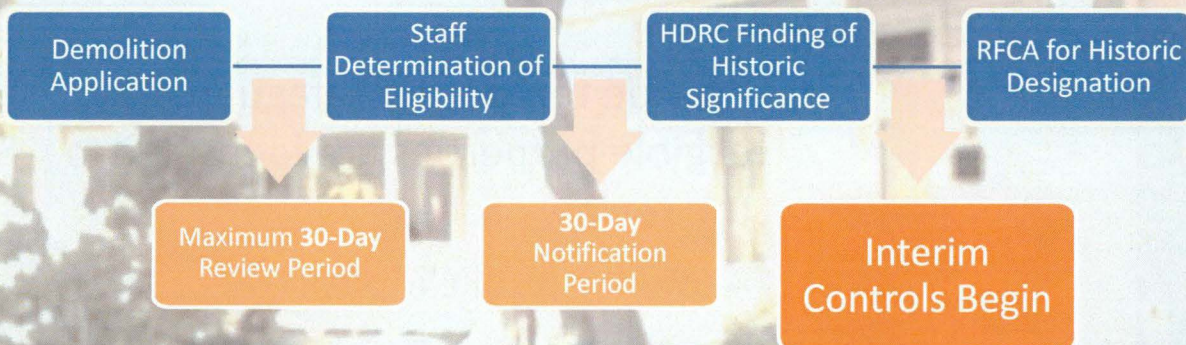 Demolition
Application
Staff
Determination of
Eligibility
HDRC Finding of
Historic
Significance
RFCA for Historic
Designation
Maximum 30-Day
Review Period
30-Day
Notification
Period
Interim
Controls Begin